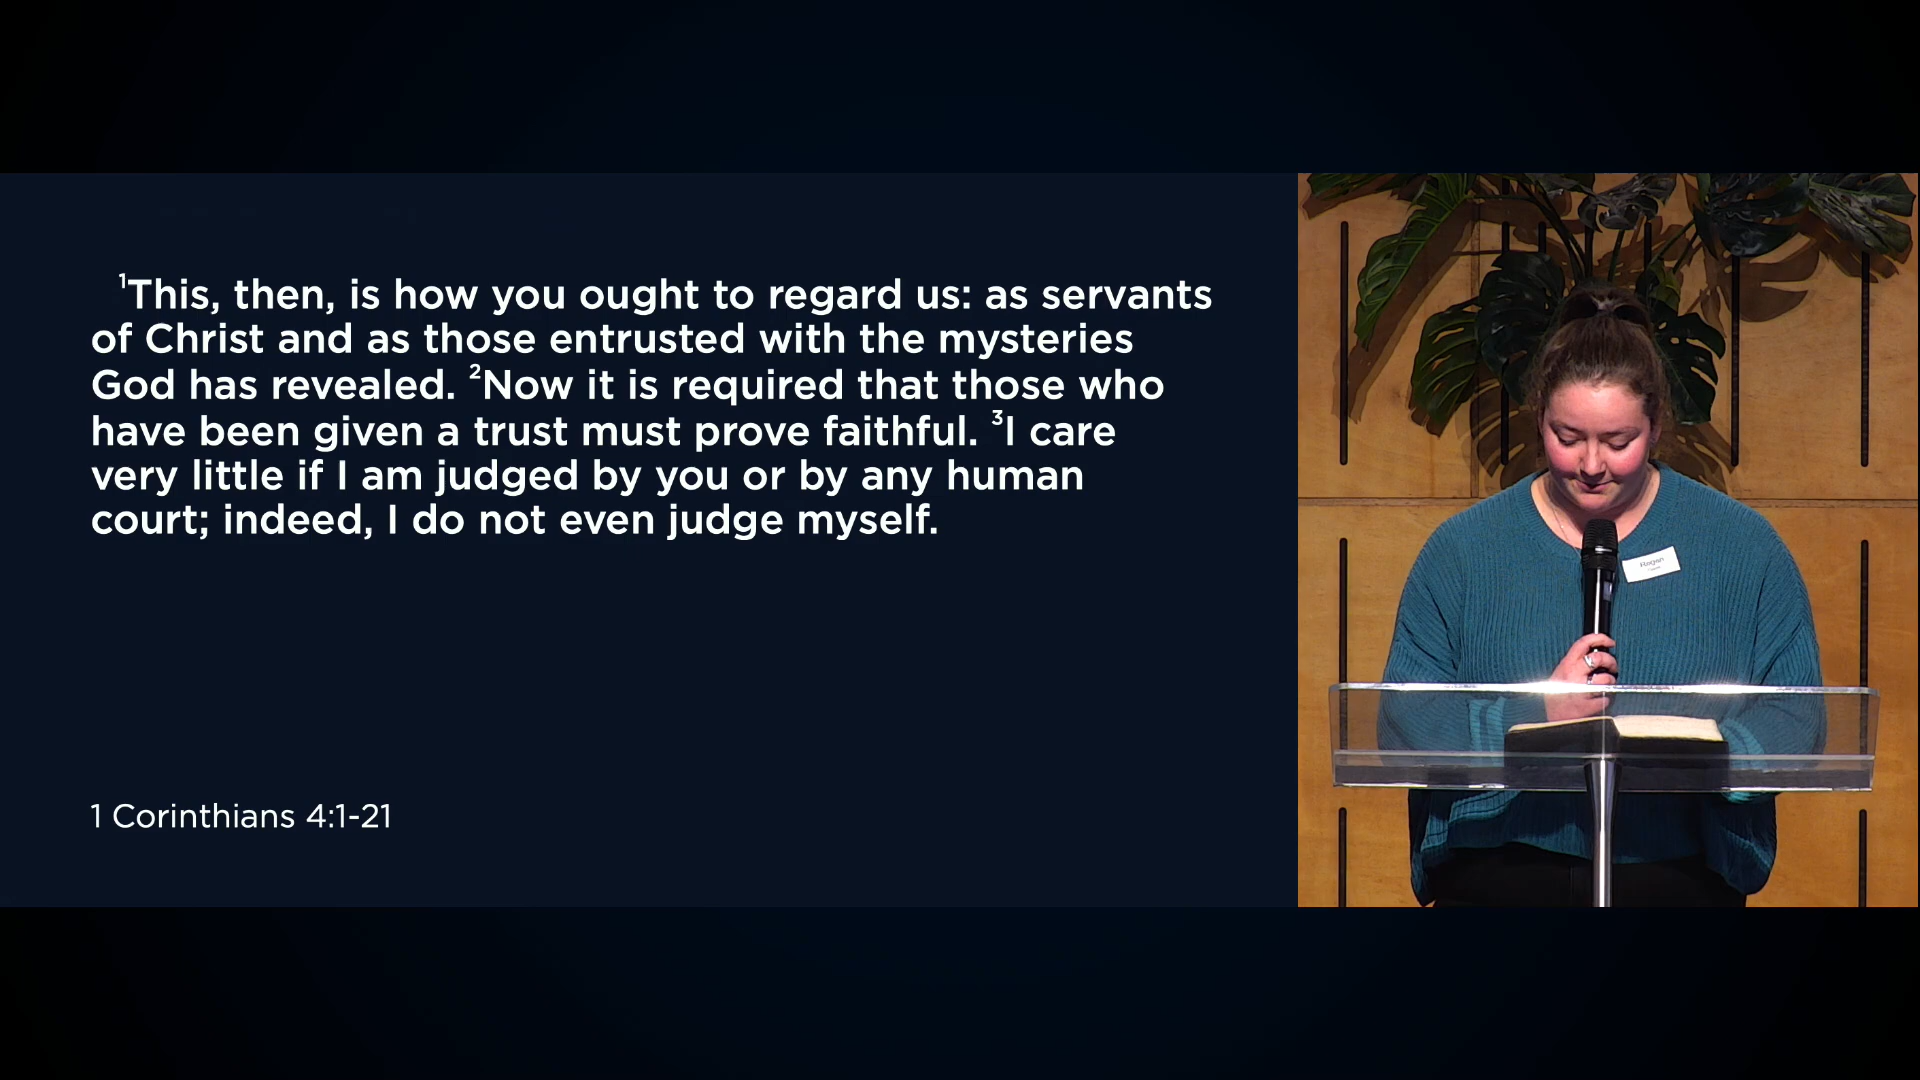 ¹This, then, is how you ought to regard us: as servants
of Christ and as those entrusted with the mysteries
God has revealed. ²Now it is required that those who
have been given a trust must prove faithful. ³I care
very little if I am judged by you or by any human
court; indeed, I do not even judge myself.
1 Corinthians 4:1-21